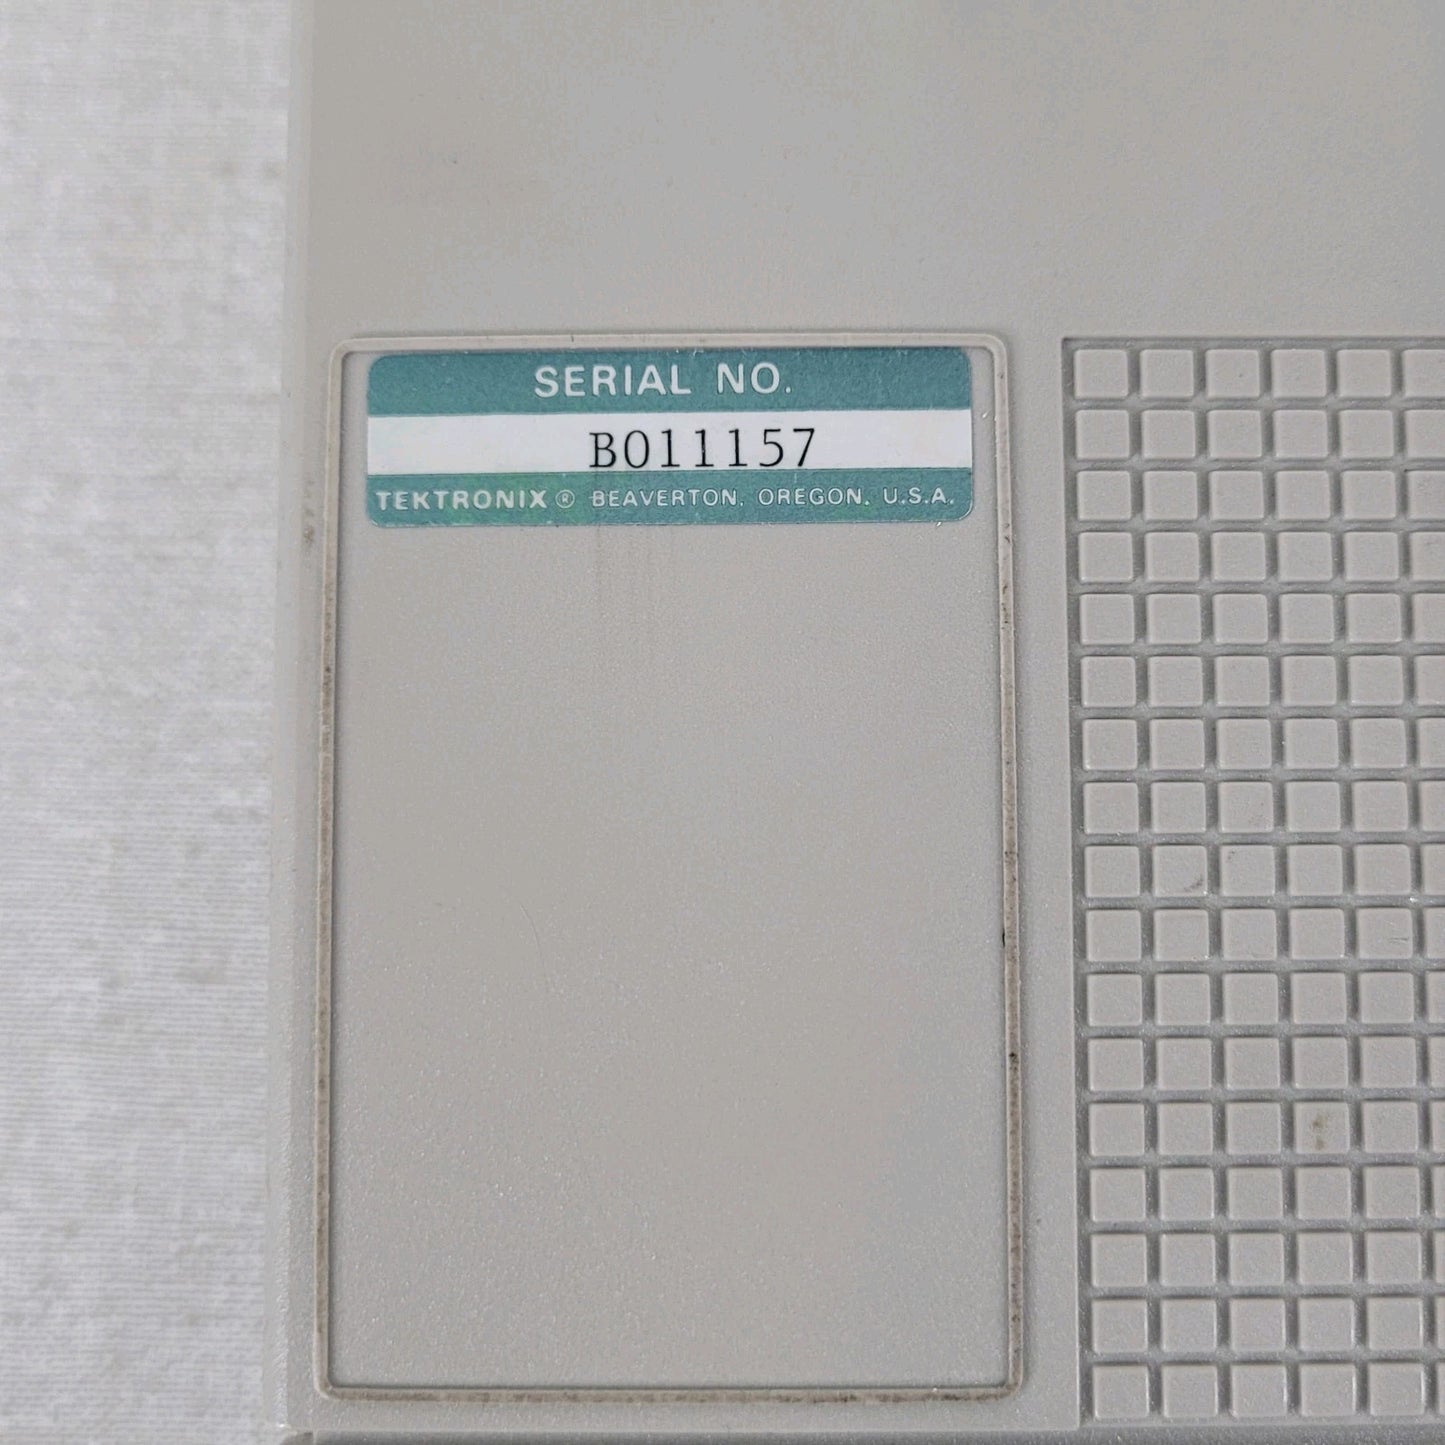 SERIAL NO.
B011157
TEKTRONIX® BEAVERTON, OREGON, U.S.A.